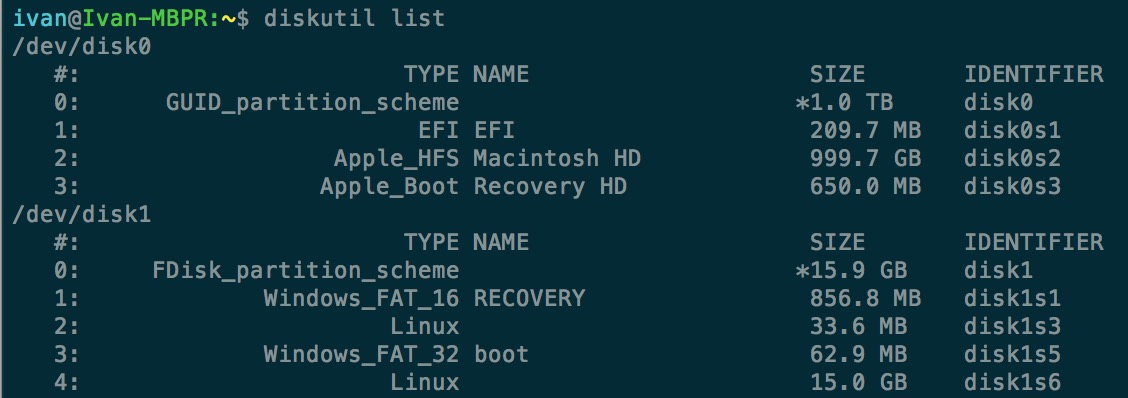 ivan@Ivan-MBPR:~$ diskutil list
/dev/disk0
   #:                       TYPE NAME                    SIZE       IDENTIFIER
   0:      GUID_partition_scheme                        *1.0 TB     disk0
   1:                        EFI EFI                     209.7 MB   disk0s1
   2:                  Apple_HFS Macintosh HD            999.7 GB   disk0s2
   3:                 Apple_Boot Recovery HD             650.0 MB   disk0s3
/dev/disk1
   #:                       TYPE NAME                    SIZE       IDENTIFIER
   0:     FDisk_partition_scheme                        *15.9 GB    disk1
   1:             Windows_FAT_16 RECOVERY                856.8 MB   disk1s1
   2:                      Linux                         33.6 MB    disk1s3
   3:             Windows_FAT_32 boot                    62.9 MB    disk1s5
   4:                      Linux                         15.0 GB    disk1s6